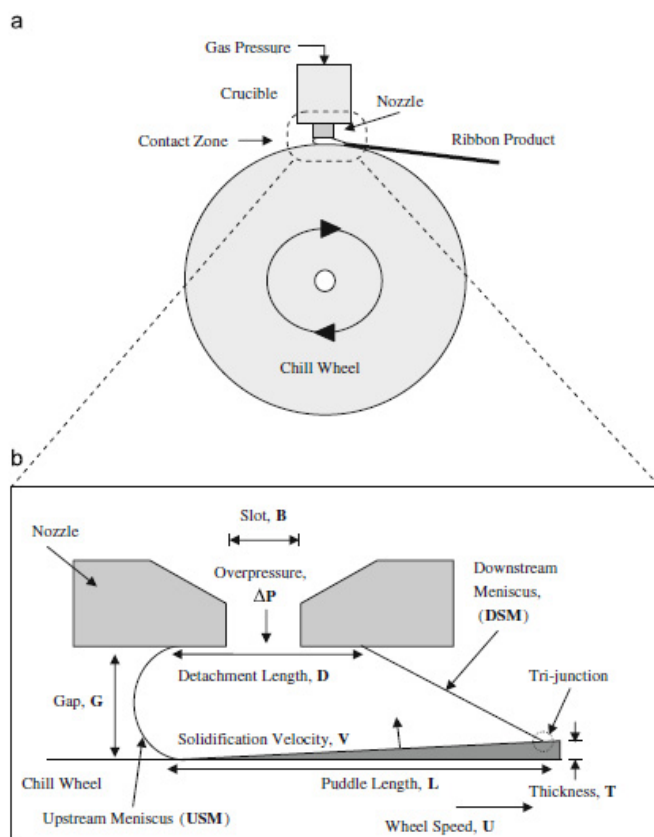 a
Gas Pressure
Crucible
Nozzle
Contact Zone
Ribbon Product
Chill Wheel
b
Slot, B
Nozzle
Overpressure,
ΔP
Downstream
Meniscus,
(DSM)
Detachment Length, D
Tri-junction
Gap, G
Solidification Velocity, V
Chill Wheel
Puddle Length, L
Thickness, T
Upstream Meniscus (USM)
Wheel Speed, U